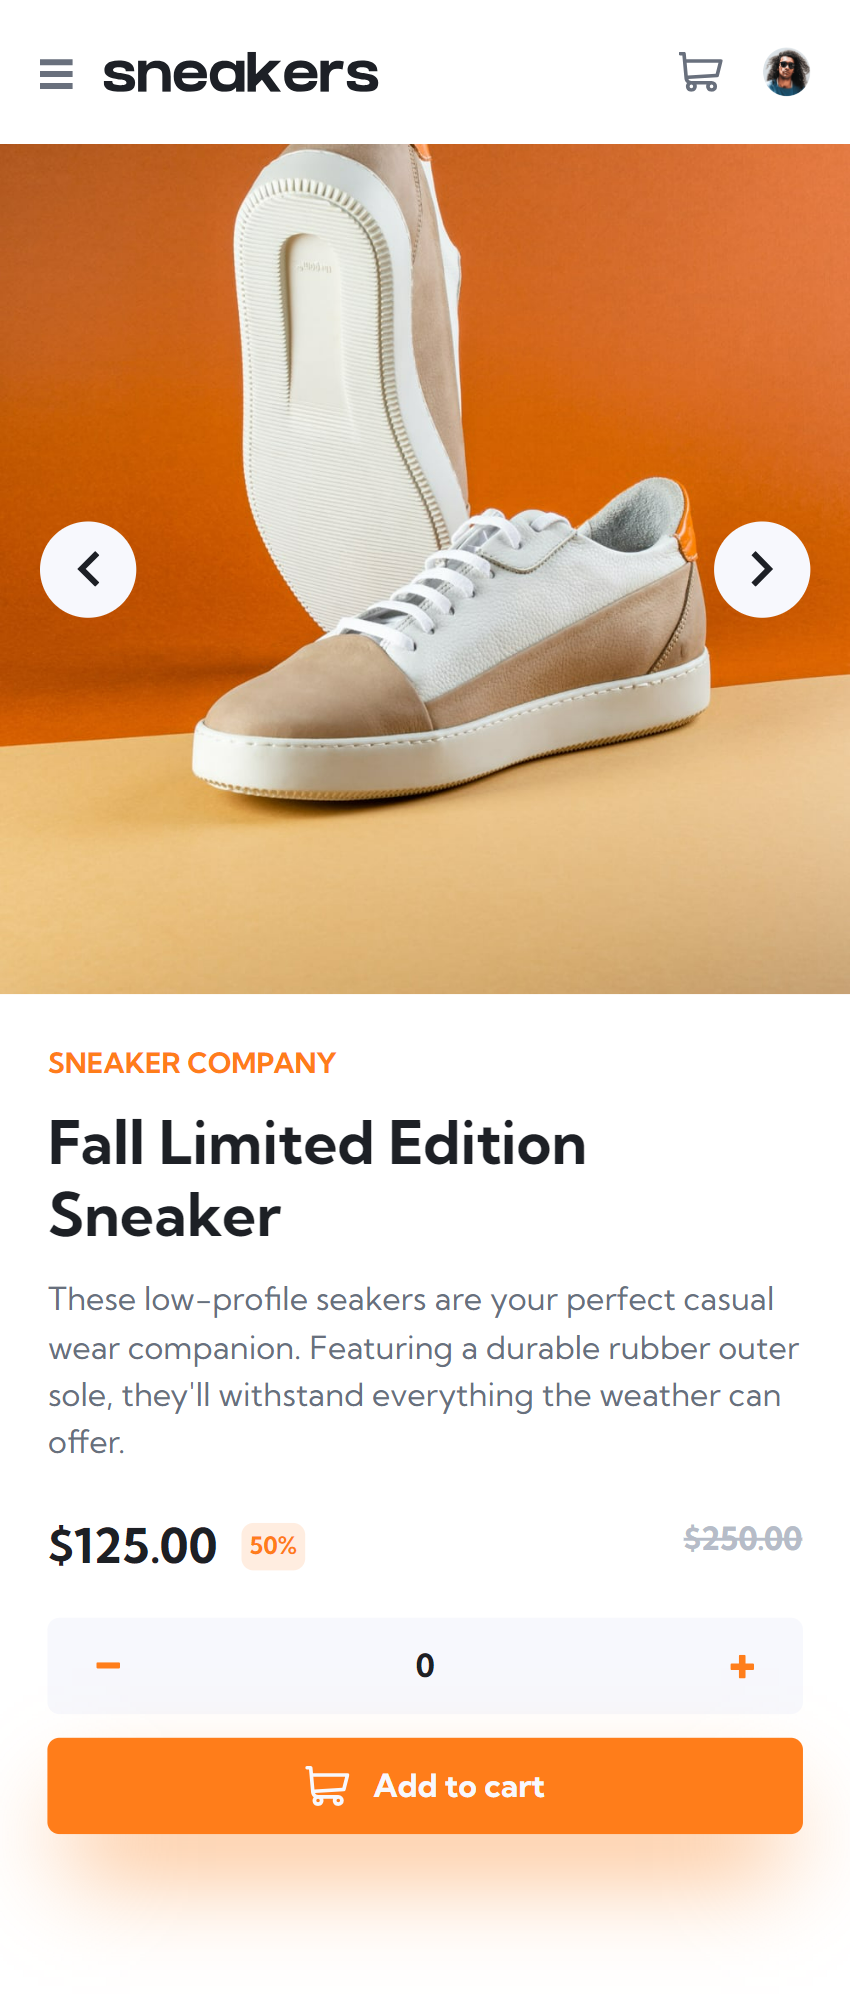 sneakers
SNEAKER COMPANY
Fall Limited Edition
Sneaker
These low-profile seakers are your perfect casual
wear companion. Featuring a durable rubber outer
sole, they'll withstand everything the weather can
offer.
$125.00 50% $250.00
0
Add to cart